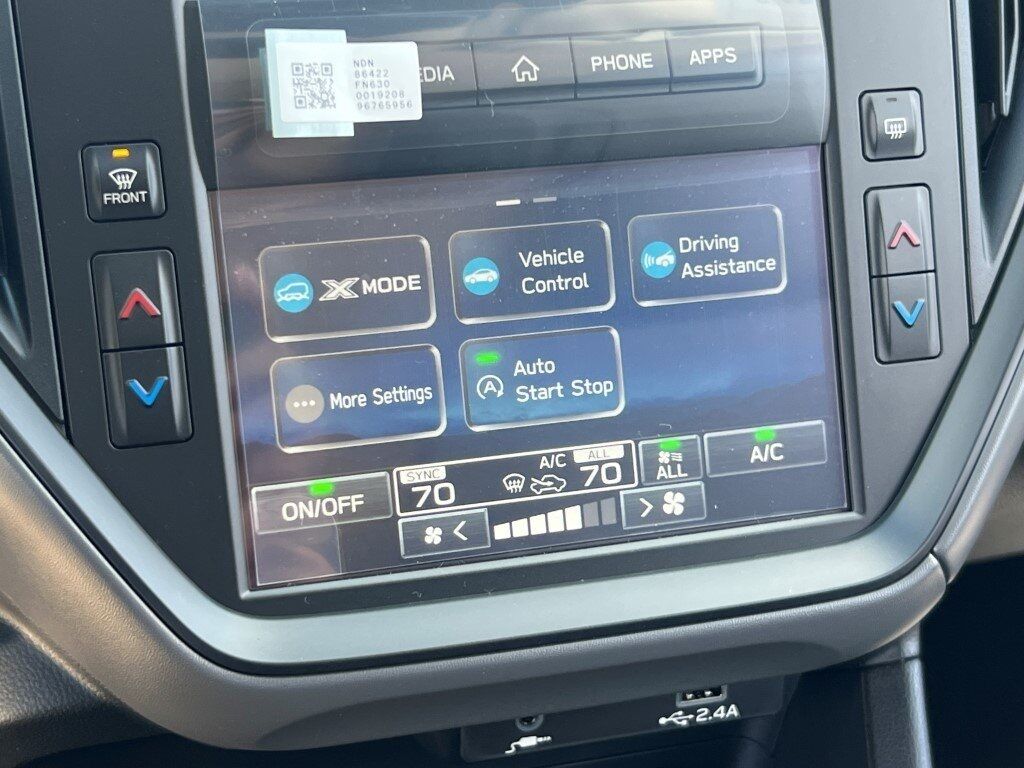 NDN
86422
FN630
0019208
96765956
EDIA
PHONE
APPS
FRONT
X MODE
Vehicle
Control
Driving
Assistance
More Settings
A
Auto
Start Stop
ON/OFF
SYNC
70
A/C
ALL
70
ALL
A/C
2.4A